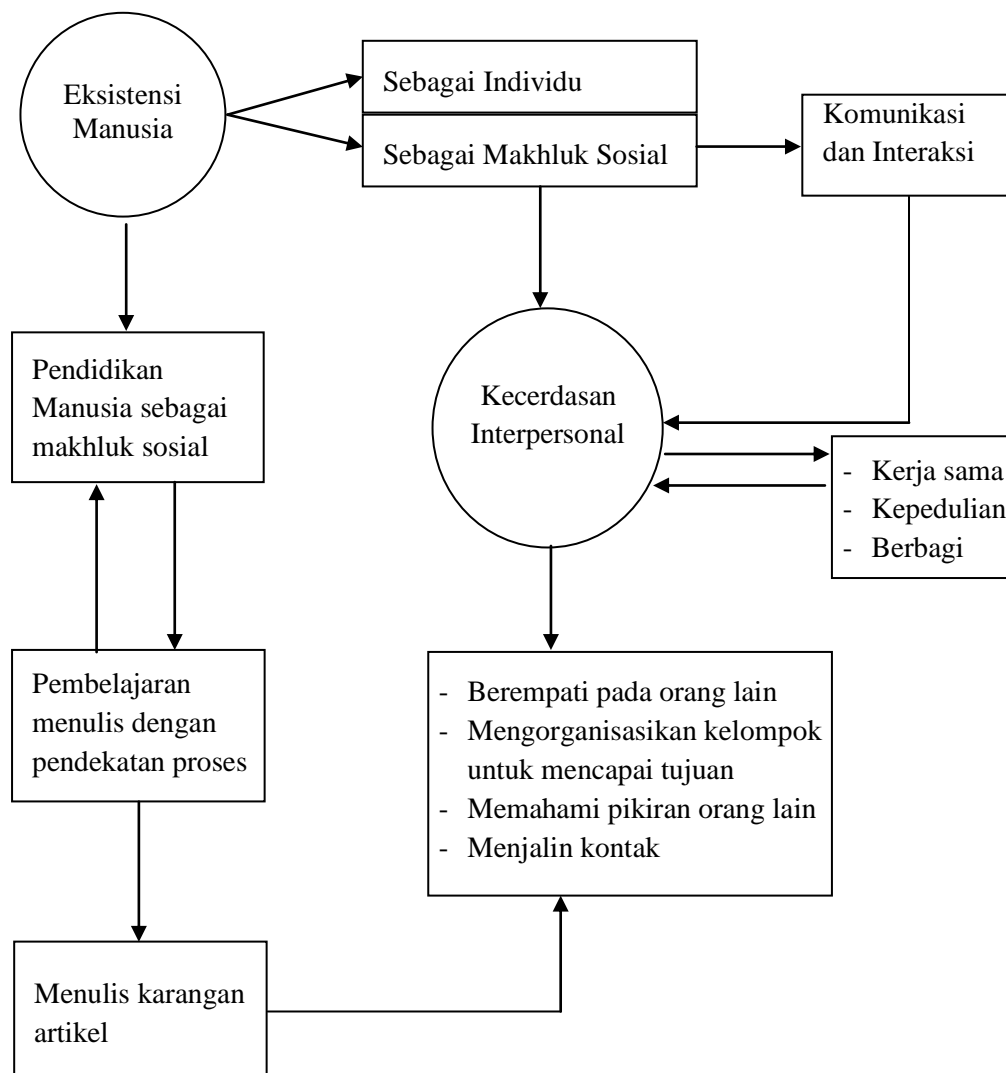 Eksistensi
Manusia
Sebagai Individu
Sebagai Makhluk Sosial
Komunikasi
dan Interaksi
Pendidikan
Manusia sebagai
makhluk sosial
Kecerdasan
Interpersonal
- Kerja sama
- Kepedulian
- Berbagi
Pembelajaran
menulis dengan
pendekatan proses
- Berempati pada orang lain
- Mengorganisasikan kelompok
untuk mencapai tujuan
- Memahami pikiran orang lain
- Menjalin kontak
Menulis karangan
artikel